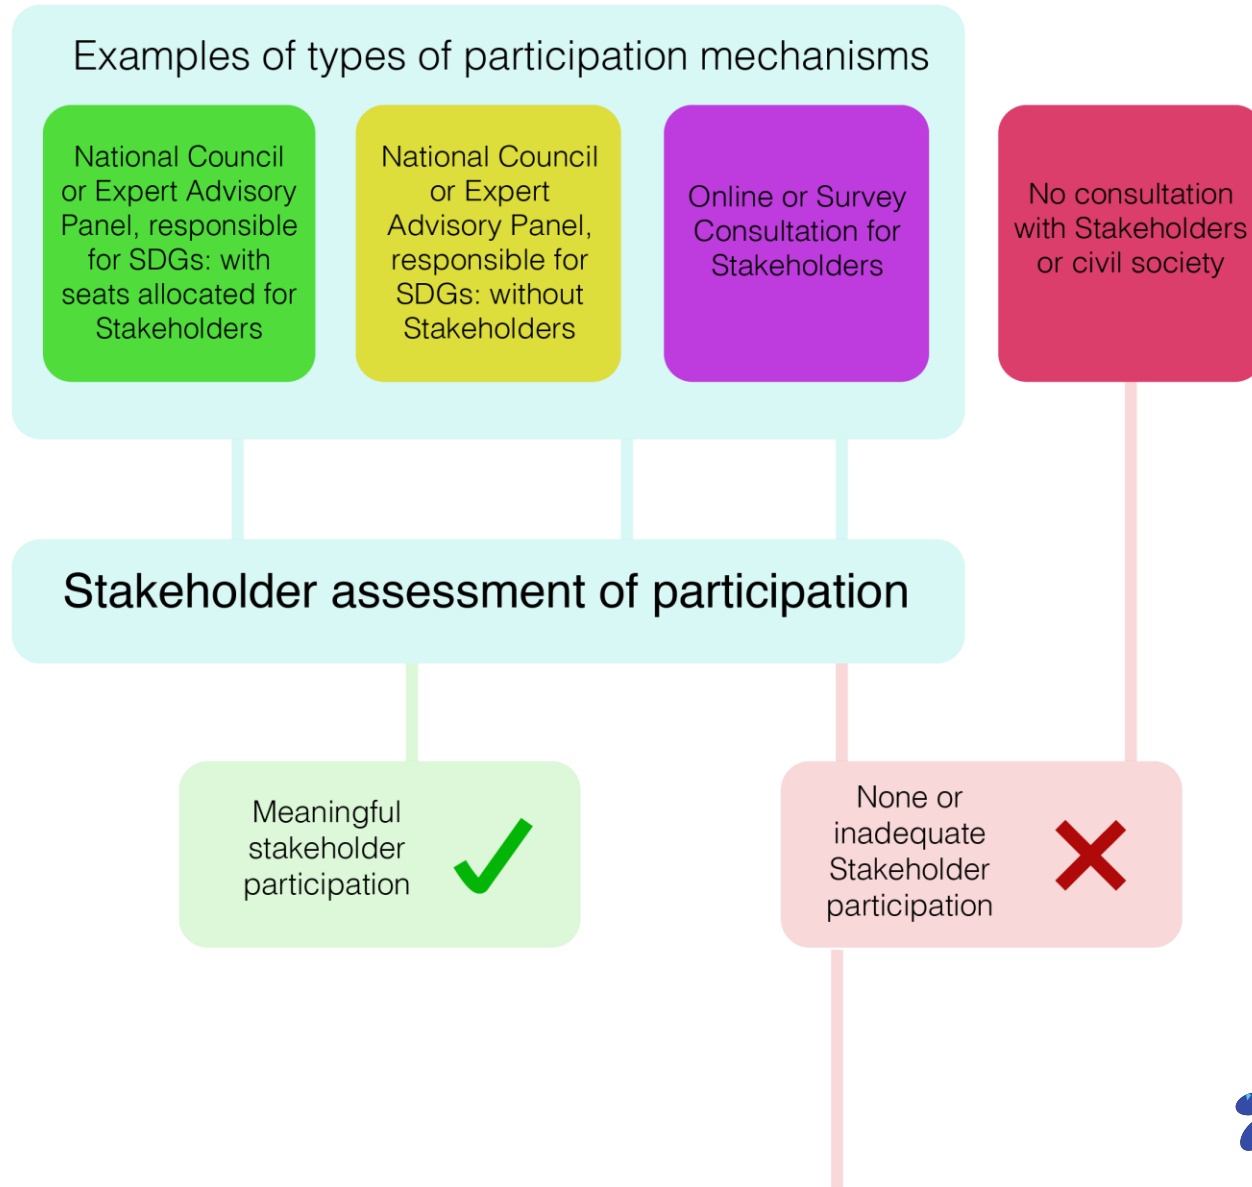 Examples of types of participation mechanisms
National Council
or Expert Advisory
Panel, responsible
for SDGs: with
seats allocated for
Stakeholders
National Council
or Expert
Advisory Panel,
responsible for
SDGs: without
Stakeholders
Online or Survey
Consultation for
Stakeholders
No consultation
with Stakeholders
or civil society
Stakeholder assessment of participation
Meaningful
stakeholder
participation
None or
inadequate
Stakeholder
participation